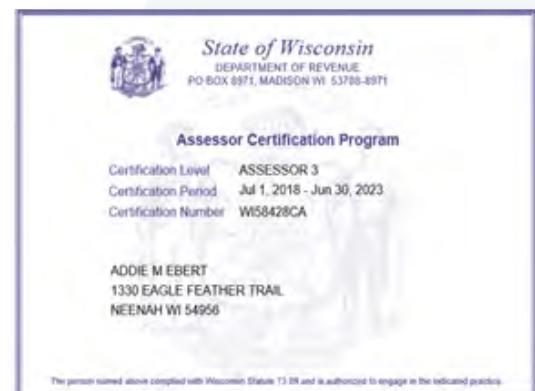 State of Wisconsin
DEPARTMENT OF REVENUE
PO BOX 8971, MADISON WI 53708-8971
Assessor Certification Program
Certification Level ASSESSOR 3
Certification Period Jul 1, 2018 - Jun 30, 2023
Certification Number WI58428CA
ADDIE M EBERT
1330 EAGLE FEATHER TRAIL
NEENAH WI 54956
The person named above complied with Wisconsin Statute 73.09 and is authorized to engage in the indicated practice.